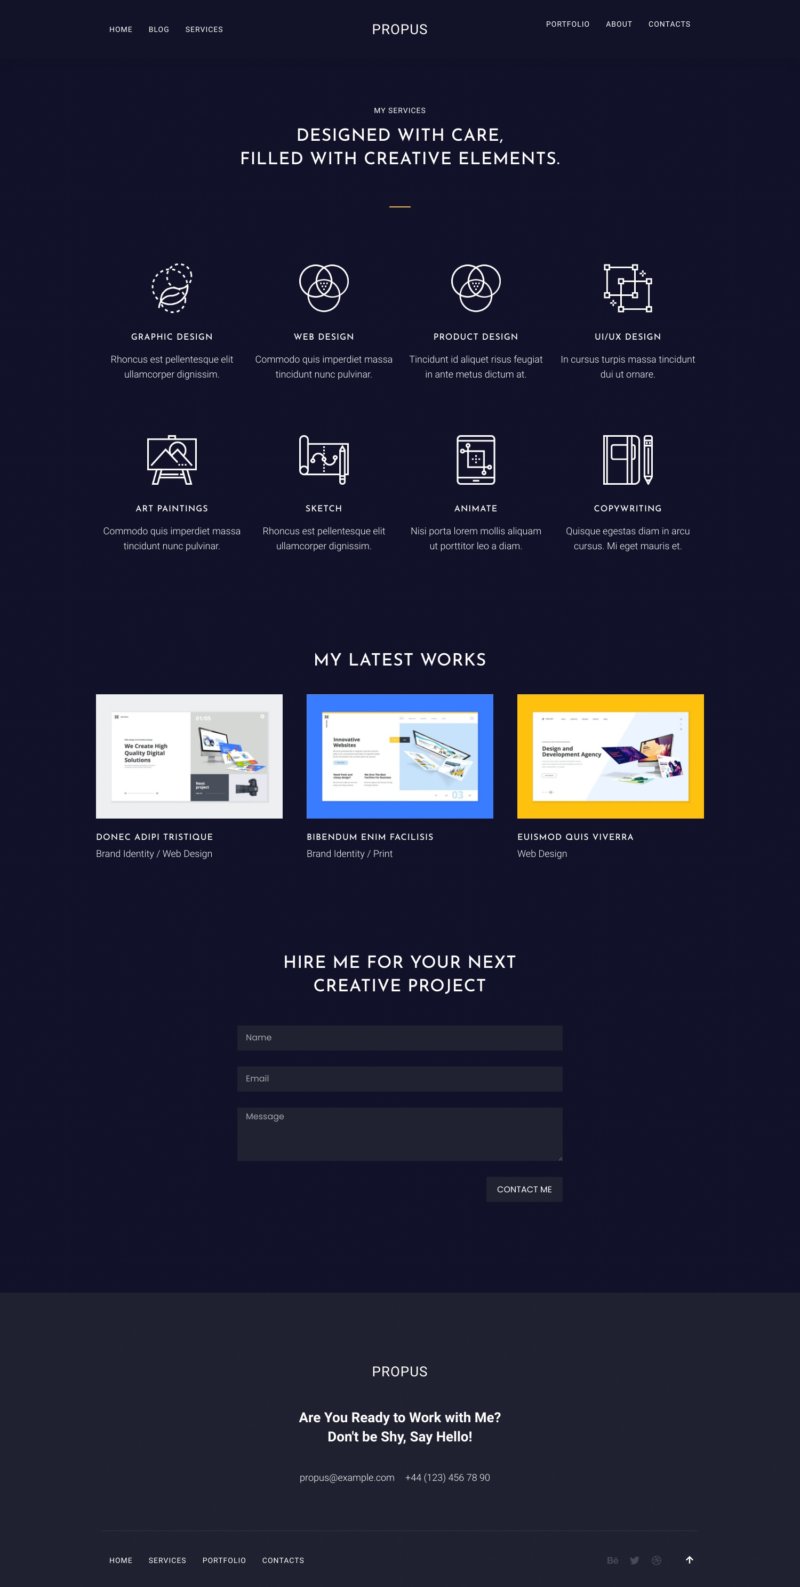 HOME BLOG SERVICES
PROPUS
PORTFOLIO ABOUT CONTACTS
MY SERVICES
DESIGNED WITH CARE,
FILLED WITH CREATIVE ELEMENTS.
GRAPHIC DESIGN
Rhoncus est pellentesque elit
ullamcorper dignissim.
WEB DESIGN
Commodo quis imperdiet massa
tincidunt nunc pulvinar.
PRODUCT DESIGN
Tincidunt id aliquet risus feugiat
in ante metus dictum at.
UI/UX DESIGN
In cursus turpis massa tincidunt
dui ut ornare.
ART PAINTINGS
Commodo quis imperdiet massa
tincidunt nunc pulvinar.
SKETCH
Rhoncus est pellentesque elit
ullamcorper dignissim.
ANIMATE
Nisi porta lorem mollis aliquam
ut porttitor leo a diam.
COPYWRITING
Quisque egestas diam in arcu
cursus. Mi eget mauris et.
MY LATEST WORKS
We Create High
Quality Digital
Solutions
01/05
DONEC ADIPI TRISTIQUE
Brand Identity / Web Design
Innovative
Websites
03
BIBENDUM ENIM FACILISIS
Brand Identity / Print
Design and
Development Agency
EUISMOD QUIS VIVERRA
Web Design
HIRE ME FOR YOUR NEXT
CREATIVE PROJECT
Name
Email
Message
CONTACT ME
PROPUS
Are You Ready to Work with Me?
Don't be Shy, Say Hello!
propus@example.com +44 (123) 456 78 90
HOME SERVICES PORTFOLIO CONTACTS
Bē